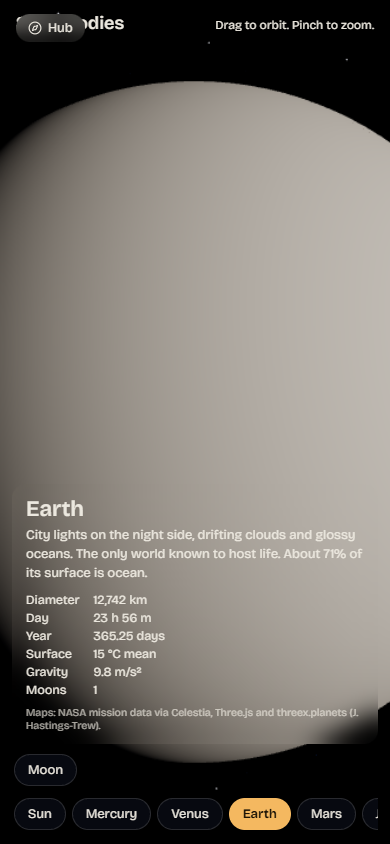 Hub
Drag to orbit. Pinch to zoom.
Earth
City lights on the night side, drifting clouds and glossy
oceans. The only world known to host life. About 71% of
its surface is ocean.
Diameter 12,742 km
Day 23 h 56 m
Year 365.25 days
Surface 15 °C mean
Gravity 9.8 m/s²
Moons 1
Maps: NASA mission data via Celestia, Three.js and threex.planets (J.
Hastings-Trew).
Moon
Sun Mercury Venus Earth Mars